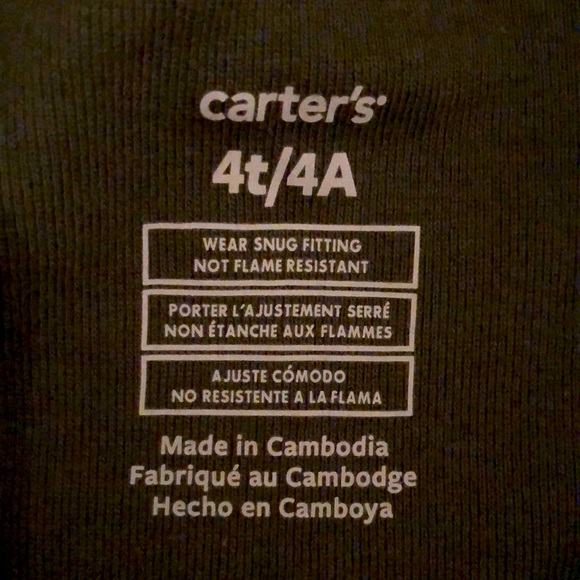 carter's
4t/4A
WEAR SNUG FITTING
NOT FLAME RESISTANT
PORTER L'AJUSTEMENT SERRÉ
NON ÉTANCHE AUX FLAMMES
AJUSTE CÓMODO
NO RESISTENTE A LA FLAMA
Made in Cambodia
Fabriqué au Cambodge
Hecho en Camboya